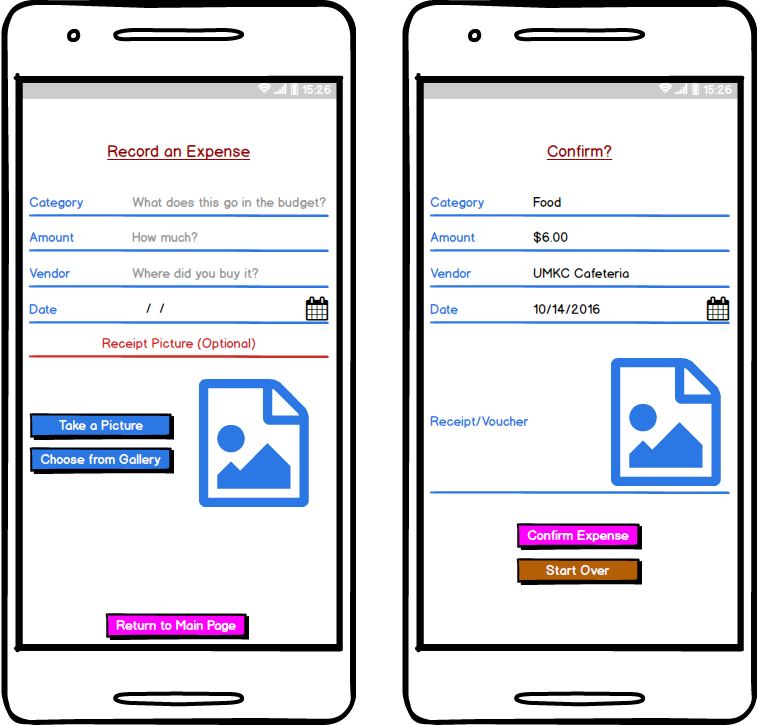 15:26
Record an Expense
Category What does this go in the budget?
Amount How much?
Vendor Where did you buy it?
Date / /
Receipt Picture (Optional)
Take a Picture
Choose from Gallery
Return to Main Page
15:26
Confirm?
Category Food
Amount $6.00
Vendor UMKC Cafeteria
Date 10/14/2016
Receipt/Voucher
Confirm Expense
Start Over